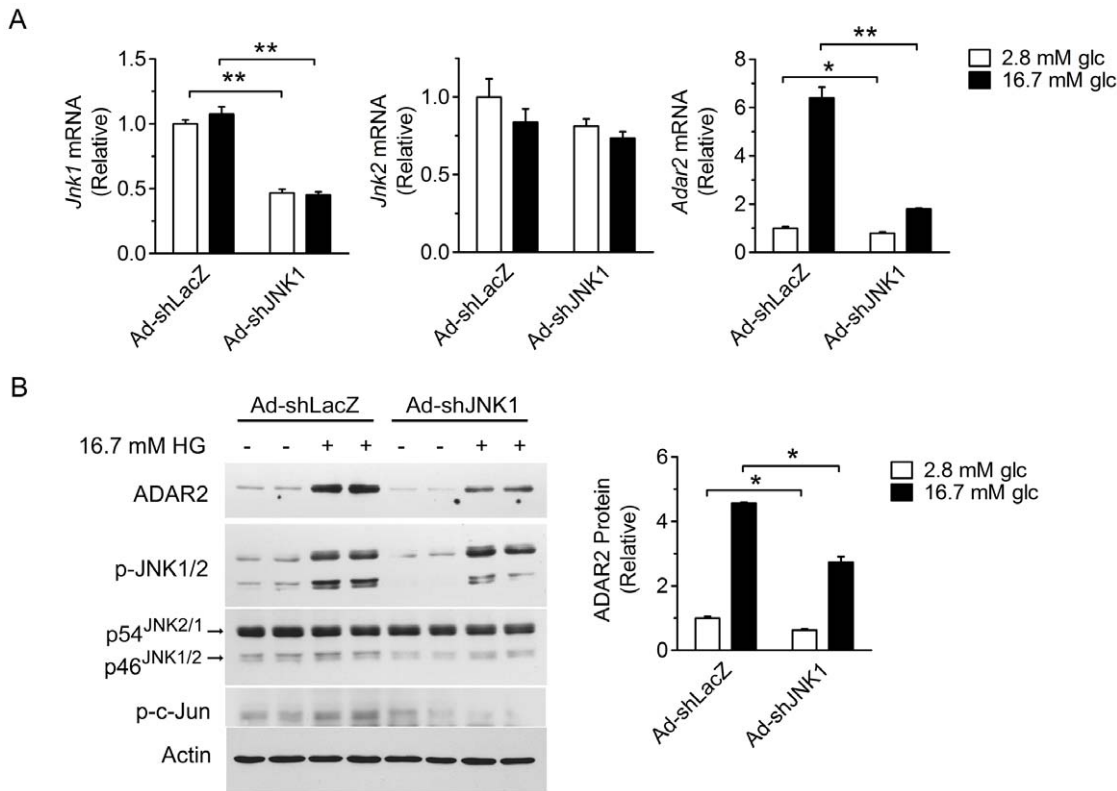 A
Jnk1 mRNA
(Relative)
1.5
1.0
0.5
0.0
**
**
Ad-shLacZ
Ad-shJNK1
Jnk2 mRNA
(Relative)
1.0
0.5
0.0
Ad-shLacZ
Ad-shJNK1
Adar2 mRNA
(Relative)
8
6
4
2
0
**
*
Ad-shLacZ
Ad-shJNK1
2.8 mM glc
16.7 mM glc
B
Ad-shLacZ Ad-shJNK1
16.7 mM HG - - + + - - + +
ADAR2
p-JNK1/2
p54JNK2/1
p46JNK1/2
p-c-Jun
Actin
ADAR2 Protein
(Relative)
6
4
2
0
*
*
Ad-shLacZ
Ad-shJNK1
2.8 mM glc
16.7 mM glc